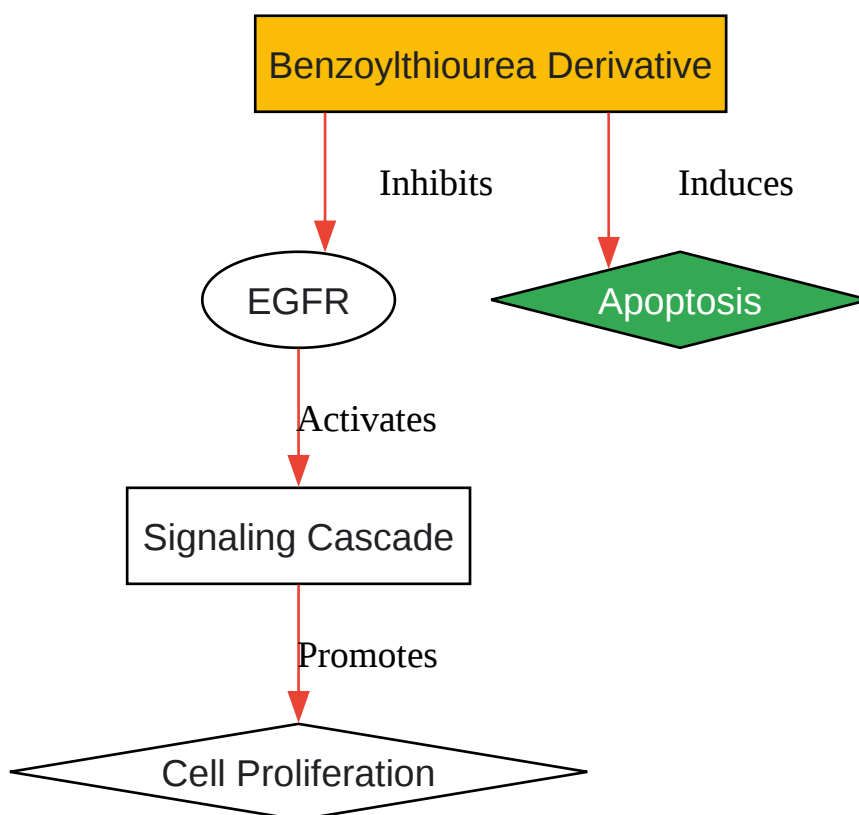 Benzoylthiourea Derivative
Inhibits
Induces
EGFR
Apoptosis
Activates
Signaling Cascade
Promotes
Cell Proliferation